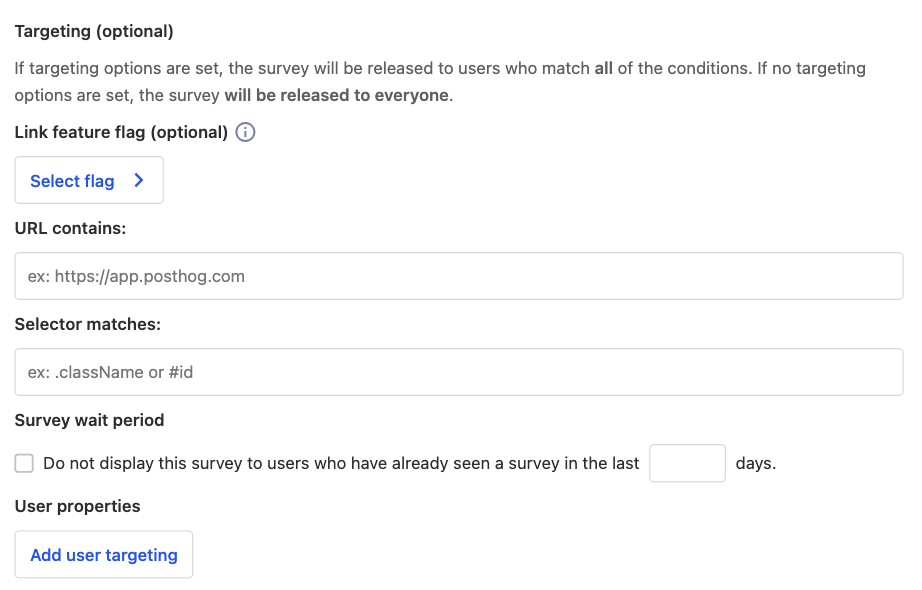 Targeting (optional)
If targeting options are set, the survey will be released to users who match all of the conditions. If no targeting
options are set, the survey will be released to everyone.
Link feature flag (optional)
Select flag
URL contains:
ex: https://app.posthog.com
Selector matches:
ex: .className or #id
Survey wait period
Do not display this survey to users who have already seen a survey in the last days.
User properties
Add user targeting